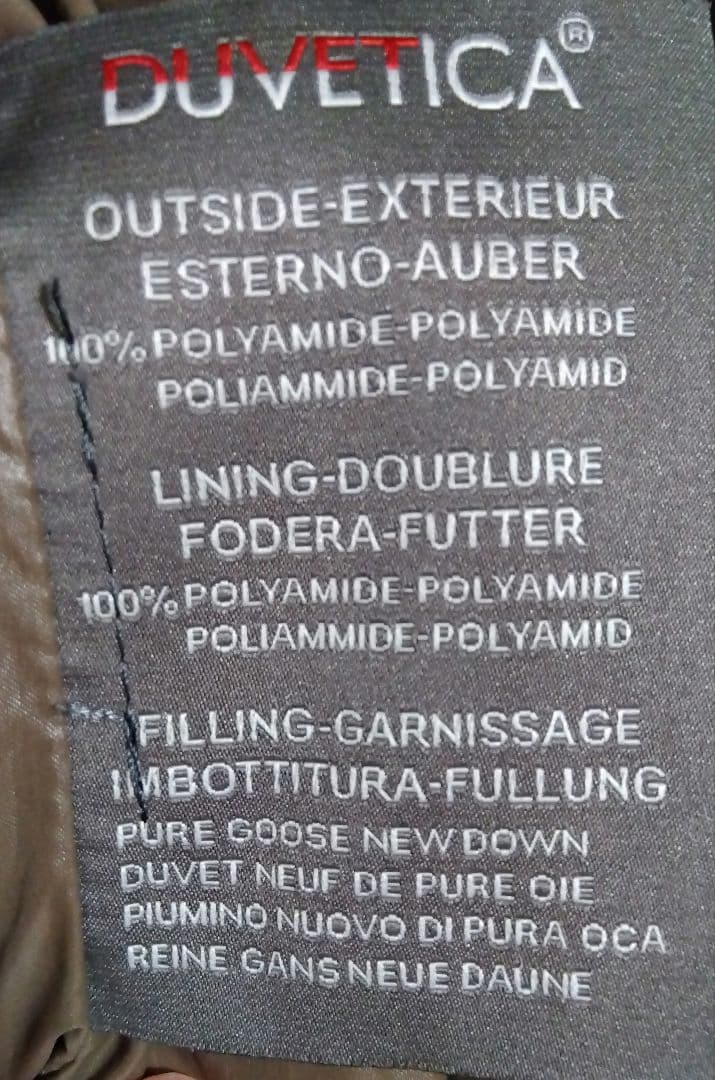 DUVETICA®
OUTSIDE-EXTERIEUR
ESTERNO-AUBER
100% POLYAMIDE-POLYAMIDE
POLIAMMIDE-POLYAMID
LINING-DOUBLURE
FODERA-FUTTER
100% POLYAMIDE-POLYAMIDE
POLIAMMIDE-POLYAMID
FILLING-GARNISSAGE
IMBOTTITURA-FULLUNG
PURE GOOSE NEW DOWN
DUVET NEUF DE PURE OIE
PIUMINO NUOVO DI PURA OCA
REINE GANS NEUE DAUNE